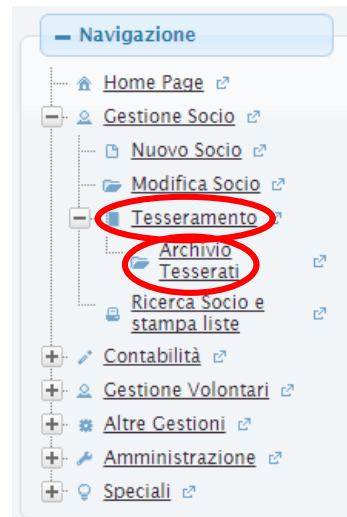 Navigazione
Home Page
Gestione Socio
Nuovo Socio
Modifica Socio
Tesseramento
Archivio
Tesserati
Ricerca Socio e
stampa liste
Contabilità
Gestione Volontari
Altre Gestioni
Amministrazione
Speciali